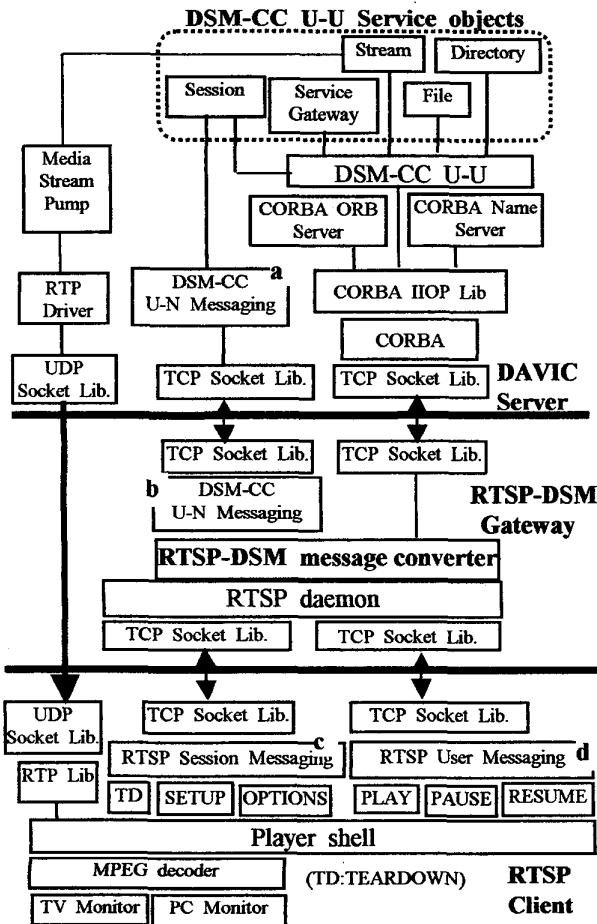 DSM-CC U-U Service objects
Stream
Directory
Session
Service
Gateway
File
Media
Stream
Pump
DSM-CC U-U
CORBA ORB
Server
CORBA Name
Server
RTP
Driver
DSM-CC a
U-N Messaging
CORBA IIOP Lib
CORBA
UDP
Socket Lib.
TCP Socket Lib.
TCP Socket Lib.
DAVIC
Server
TCP Socket Lib.
TCP Socket Lib.
b DSM-CC
U-N Messaging
RTSP-DSM
Gateway
RTSP-DSM message converter
RTSP daemon
TCP Socket Lib.
TCP Socket Lib.
UDP
Socket Lib.
TCP Socket Lib.
TCP Socket Lib.
RTSP Session Messaging c
RTSP User Messaging d
RTP Lib
TD
SETUP
OPTIONS
PLAY
PAUSE
RESUME
Player shell
MPEG decoder
(TD:TEARDOWN)
RTSP
Client
TV Monitor
PC Monitor